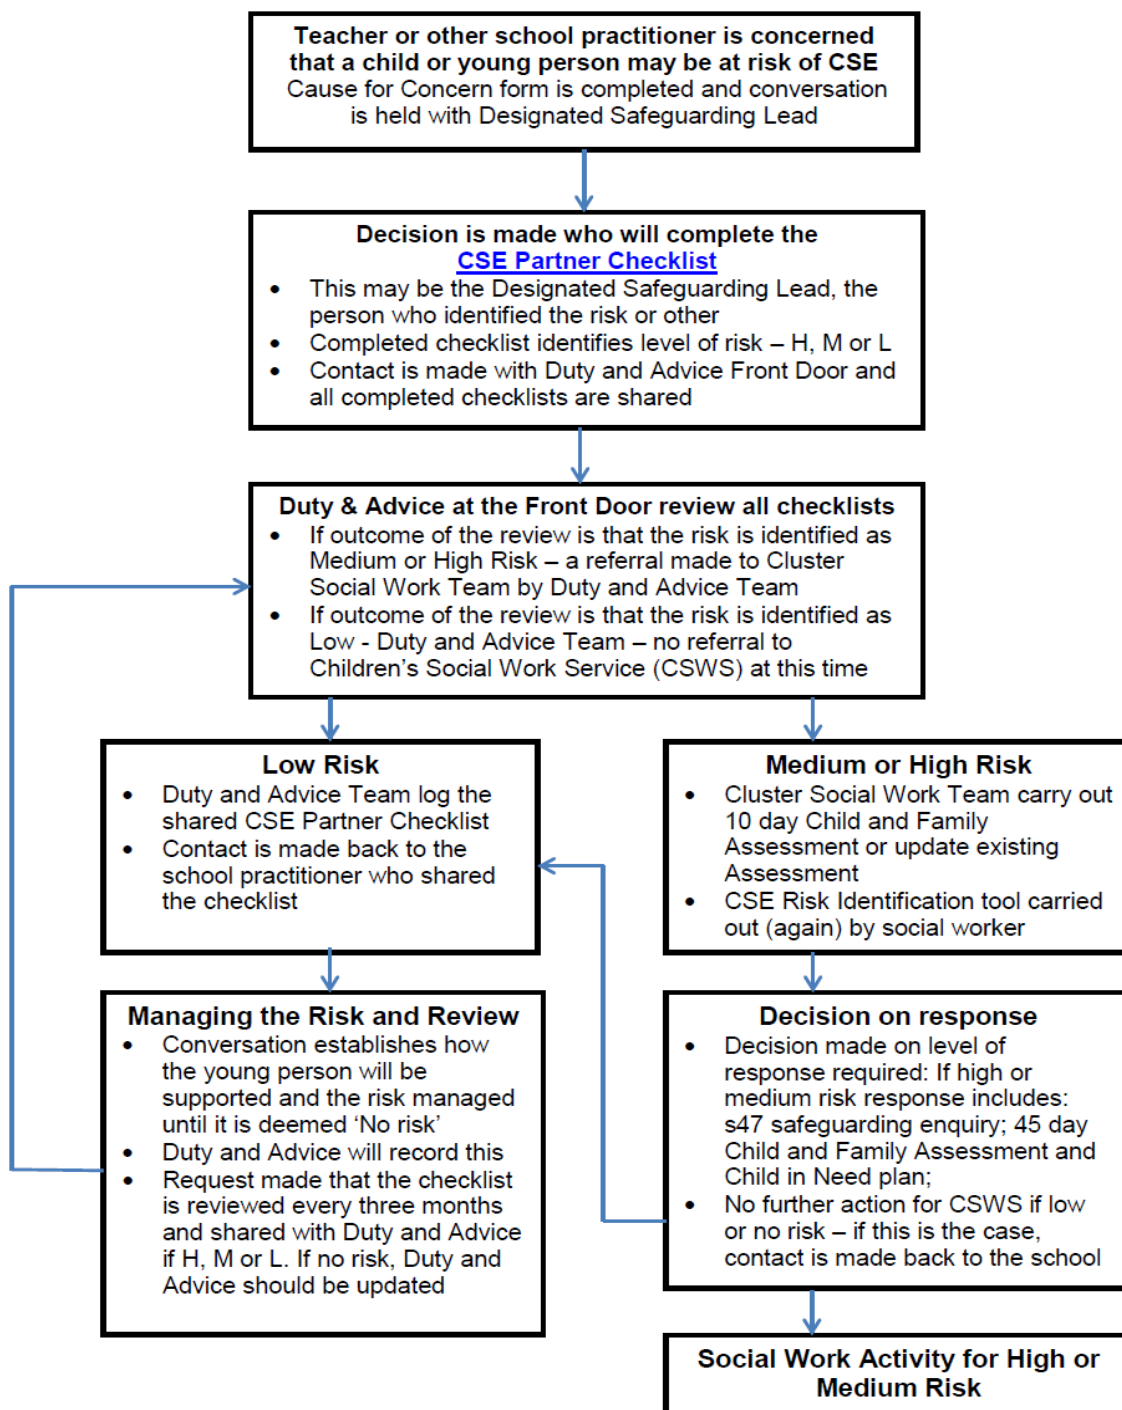 Teacher or other school practitioner is concerned
that a child or young person may be at risk of CSE
Cause for Concern form is completed and conversation
is held with Designated Safeguarding Lead
Decision is made who will complete the
CSE Partner Checklist
• This may be the Designated Safeguarding Lead, the
person who identified the risk or other
• Completed checklist identifies level of risk – H, M or L
• Contact is made with Duty and Advice Front Door and
all completed checklists are shared
Duty & Advice at the Front Door review all checklists
• If outcome of the review is that the risk is identified as
Medium or High Risk – a referral made to Cluster
Social Work Team by Duty and Advice Team
• If outcome of the review is that the risk is identified as
Low - Duty and Advice Team – no referral to
Children’s Social Work Service (CSWS) at this time
Low Risk
• Duty and Advice Team log the
shared CSE Partner Checklist
• Contact is made back to the
school practitioner who shared
the checklist
Medium or High Risk
• Cluster Social Work Team carry out
10 day Child and Family
Assessment or update existing
Assessment
• CSE Risk Identification tool carried
out (again) by social worker
Managing the Risk and Review
• Conversation establishes how
the young person will be
supported and the risk managed
until it is deemed ‘No risk’
• Duty and Advice will record this
• Request made that the checklist
is reviewed every three months
and shared with Duty and Advice
if H, M or L. If no risk, Duty and
Advice should be updated
Decision on response
• Decision made on level of
response required: If high or
medium risk response includes:
s47 safeguarding enquiry; 45 day
Child and Family Assessment and
Child in Need plan;
• No further action for CSWS if low
or no risk – if this is the case,
contact is made back to the school
Social Work Activity for High or
Medium Risk